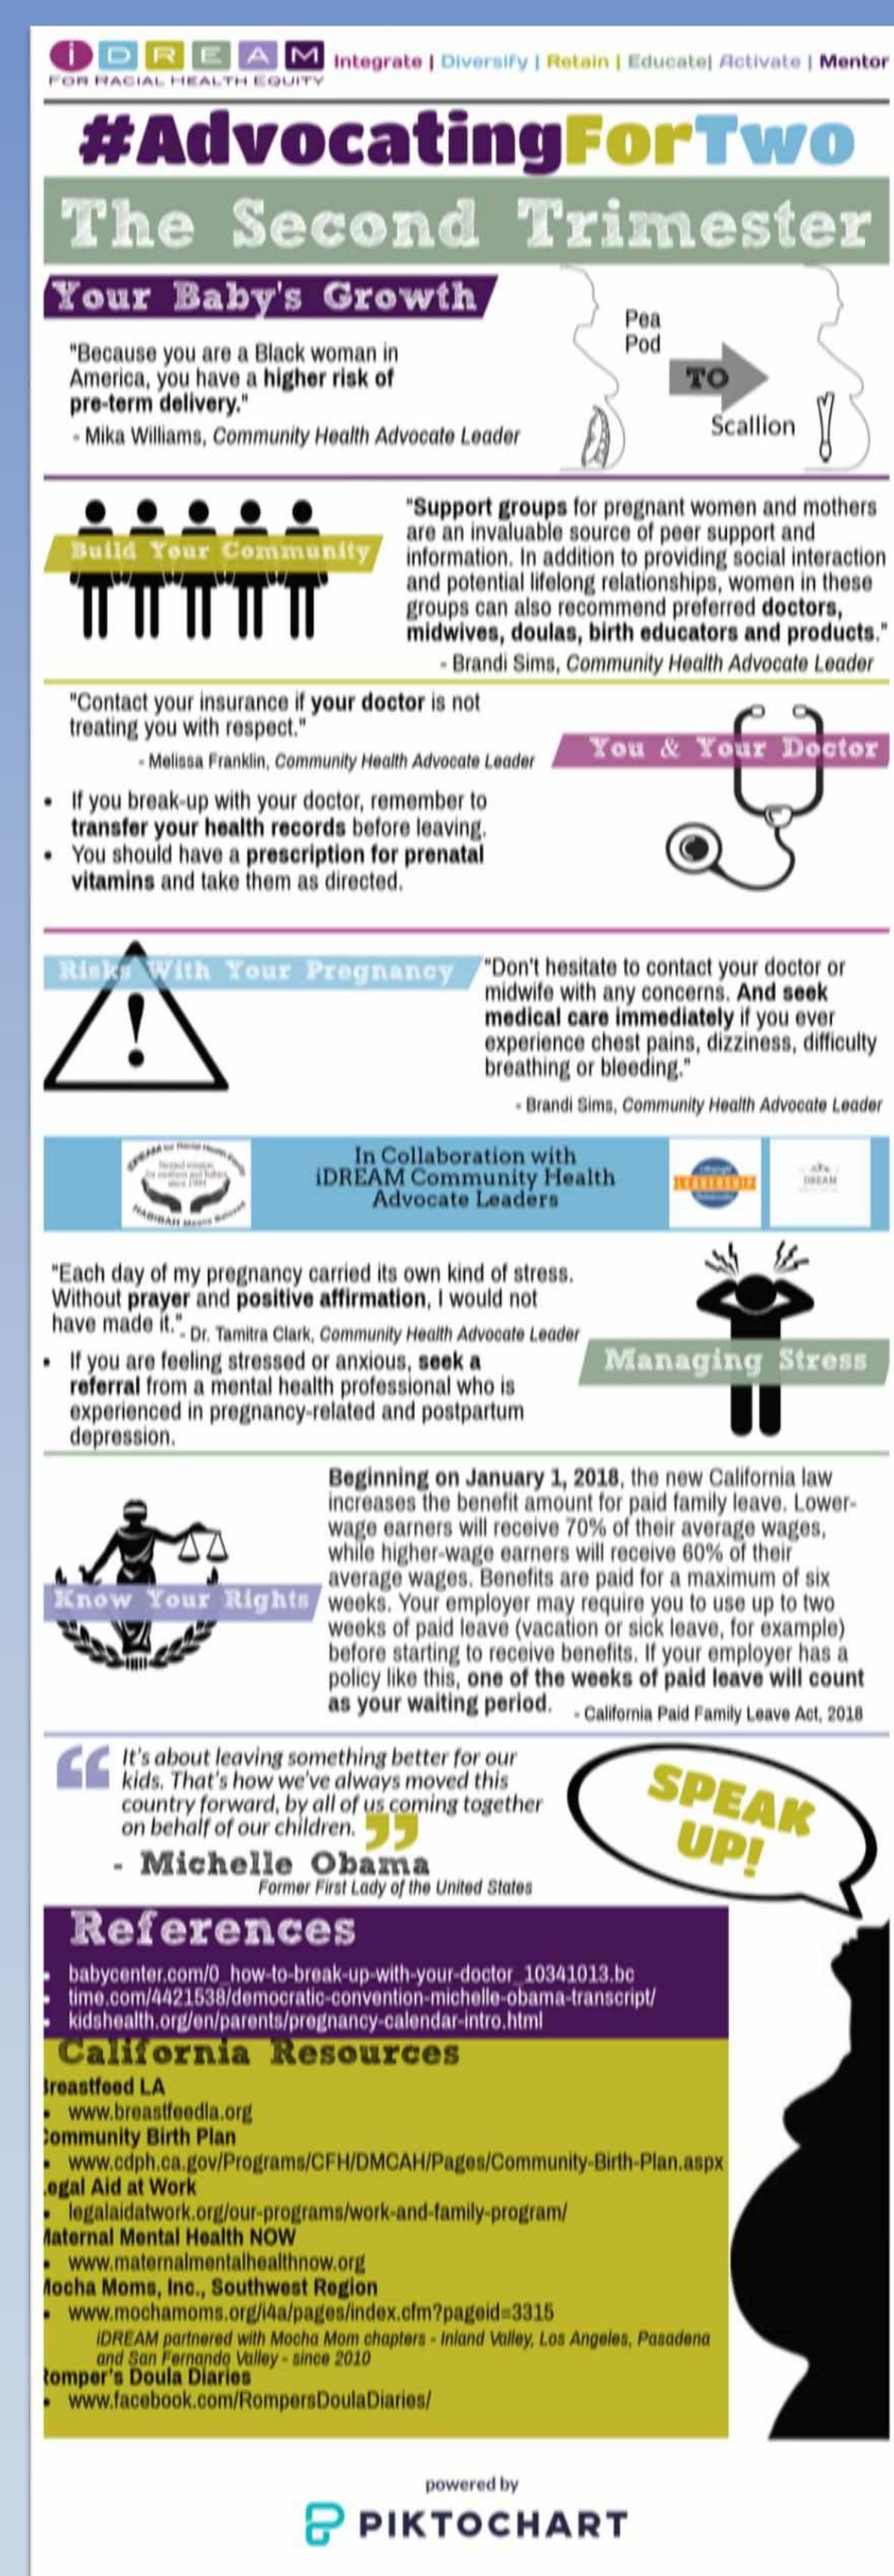 iDREAM Integrate | Diversify | Retain | Educate| Activate | Mentor
FOR RACIAL HEALTH EQUITY
#AdvocatingForTwo
The Second Trimester
Your Baby's Growth
"Because you are a Black woman in
America, you have a higher risk of
pre-term delivery."
- Mika Williams, Community Health Advocate Leader
Pea
Pod
TO
Scallion
Build Your Community
"Support groups for pregnant women and mothers
are an invaluable source of peer support and
information. In addition to providing social interaction
and potential lifelong relationships, women in these
groups can also recommend preferred doctors,
midwives, doulas, birth educators and products."
- Brandi Sims, Community Health Advocate Leader
"Contact your insurance if your doctor is not
treating you with respect."
- Melissa Franklin, Community Health Advocate Leader
You & Your Doctor
• If you break-up with your doctor, remember to
transfer your health records before leaving.
• You should have a prescription for prenatal
vitamins and take them as directed.
Risks With Your Pregnancy
"Don't hesitate to contact your doctor or
midwife with any concerns. And seek
medical care immediately if you ever
experience chest pains, dizziness, difficulty
breathing or bleeding."
- Brandi Sims, Community Health Advocate Leader
In Collaboration with
iDREAM Community Health
Advocate Leaders
LEADERSHIP
DREAM
"Each day of my pregnancy carried its own kind of stress.
Without prayer and positive affirmation, I would not
have made it."
- Dr. Tamitra Clark, Community Health Advocate Leader
• If you are feeling stressed or anxious, seek a
referral from a mental health professional who is
experienced in pregnancy-related and postpartum
depression.
Managing Stress
Know Your Rights
Beginning on January 1, 2018, the new California law
increases the benefit amount for paid family leave. Lower-
wage earners will receive 70% of their average wages,
while higher-wage earners will receive 60% of their
average wages. Benefits are paid for a maximum of six
weeks. Your employer may require you to use up to two
weeks of paid leave (vacation or sick leave, for example)
before starting to receive benefits. If your employer has a
policy like this, one of the weeks of paid leave will count
as your waiting period.
- California Paid Family Leave Act, 2018
“It's about leaving something better for our
kids. That's how we've always moved this
country forward, by all of us coming together
on behalf of our children.”
- Michelle Obama
Former First Lady of the United States
SPEAK
UP!
References
• babycenter.com/0_how-to-break-up-with-your-doctor_10341013.bc
• time.com/4421538/democratic-convention-michelle-obama-transcript/
• kidshealth.org/en/parents/pregnancy-calendar-intro.html
California Resources
Breastfeed LA
• www.breastfeedla.org
Community Birth Plan
• www.cdph.ca.gov/Programs/CFH/DMCAH/Pages/Community-Birth-Plan.aspx
Legal Aid at Work
• legalaidatwork.org/our-programs/work-and-family-program/
Maternal Mental Health NOW
• www.maternalmentalhealthnow.org
Mocha Moms, Inc., Southwest Region
• www.mochamoms.org/i4a/pages/index.cfm?pageid=3315
iDREAM partnered with Mocha Mom chapters - Inland Valley, Los Angeles, Pasadena
and San Fernando Valley - since 2010
Romper's Doula Diaries
• www.facebook.com/RompersDoulaDiaries/
powered by
PIKTOCHART